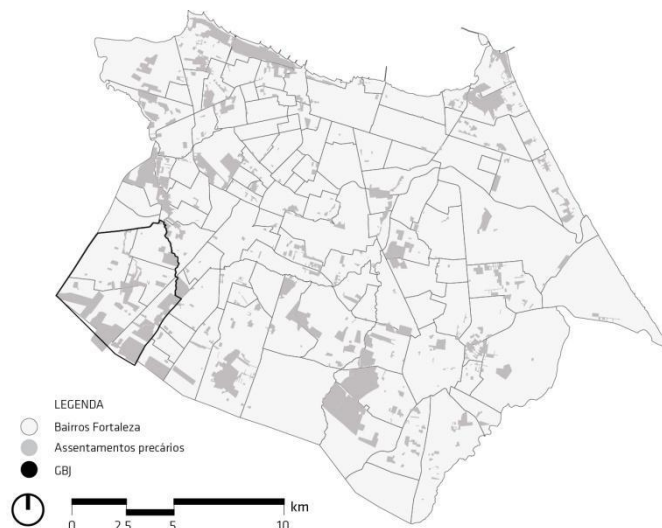 LEGENDA
Bairros Fortaleza
Assentamentos precários
GBJ
km
0 2,5 5 10